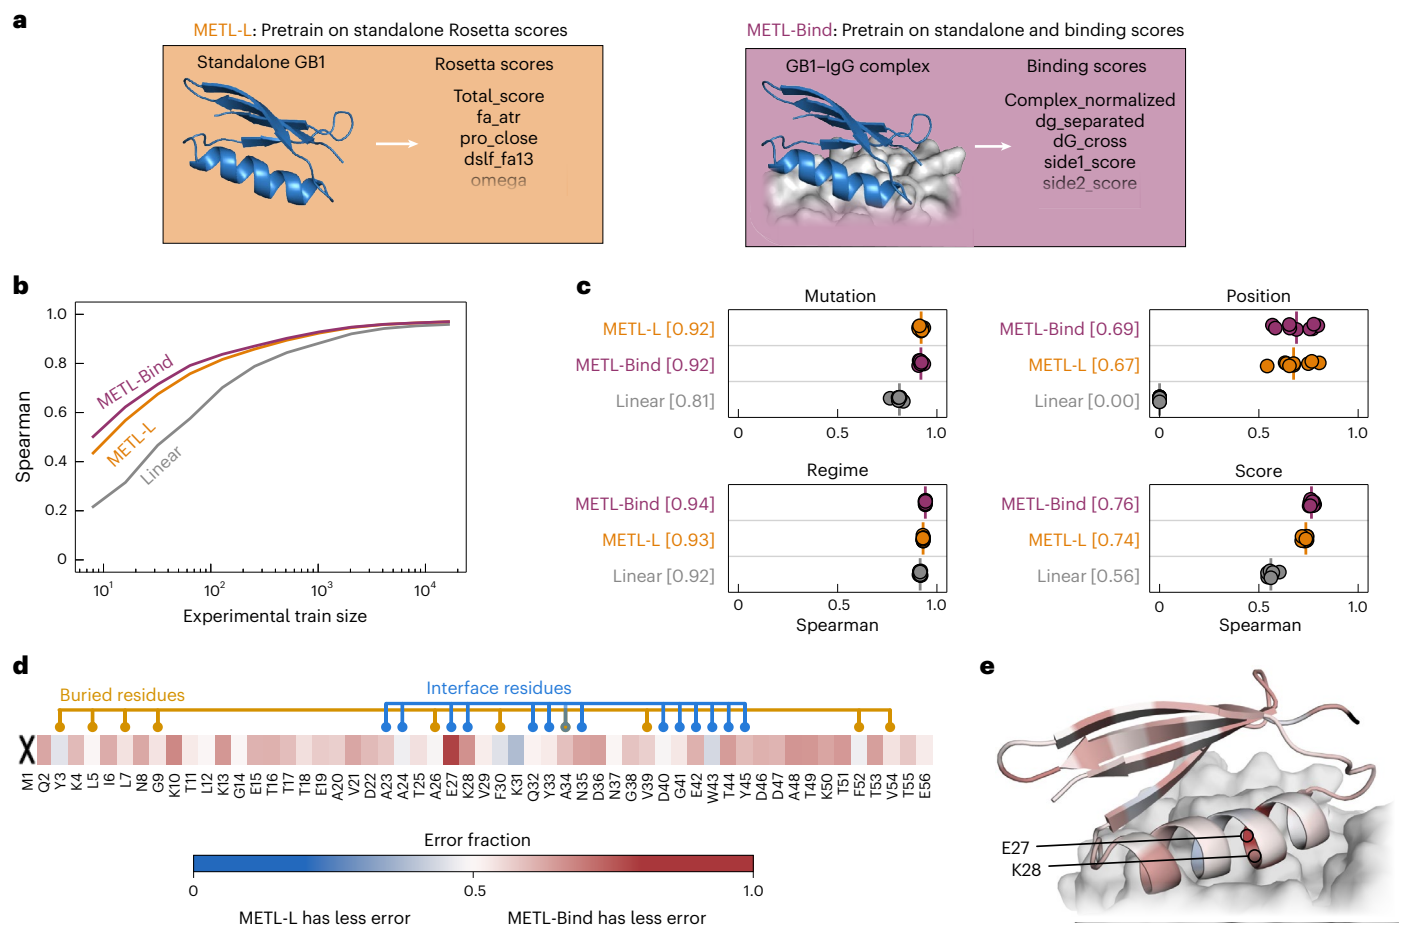 a
METL-L: Pretrain on standalone Rosetta scores
Standalone GB1
Rosetta scores
Total_score
fa_atr
pro_close
dslf_fa13
omega
METL-Bind: Pretrain on standalone and binding scores
GB1–IgG complex
Binding scores
Complex_normalized
dg_separated
dG_cross
side1_score
side2_score
b
Spearman
1.0
0.8
0.6
0.4
0.2
0
METL-Bind
METL-L
Linear
10¹ 10² 10³ 10⁴
Experimental train size
c
Mutation
METL-L [0.92]
METL-Bind [0.92]
Linear [0.81]
0 0.5 1.0
Position
METL-Bind [0.69]
METL-L [0.67]
Linear [0.00]
0 0.5 1.0
Regime
METL-Bind [0.94]
METL-L [0.93]
Linear [0.92]
0 0.5 1.0
Spearman
Score
METL-Bind [0.76]
METL-L [0.74]
Linear [0.56]
0 0.5 1.0
Spearman
d
Buried residues
Interface residues
X
M1 Q2 Y3 K4 L5 I6 L7 N8 G9 K10 T11 L12 K13 G14 E15 T16 T17 T18 E19 A20 V21 D22 A23 A24 T25 A26 E27 K28 V29 F30 K31 Q32 Y33 A34 N35 D36 N37 G38 V39 D40 G41 E42 W43 T44 Y45 D46 D47 A48 T49 K50 T51 F52 T53 V54 T55 E56
Error fraction
0 0.5 1.0
METL-L has less error
METL-Bind has less error
e
E27
K28